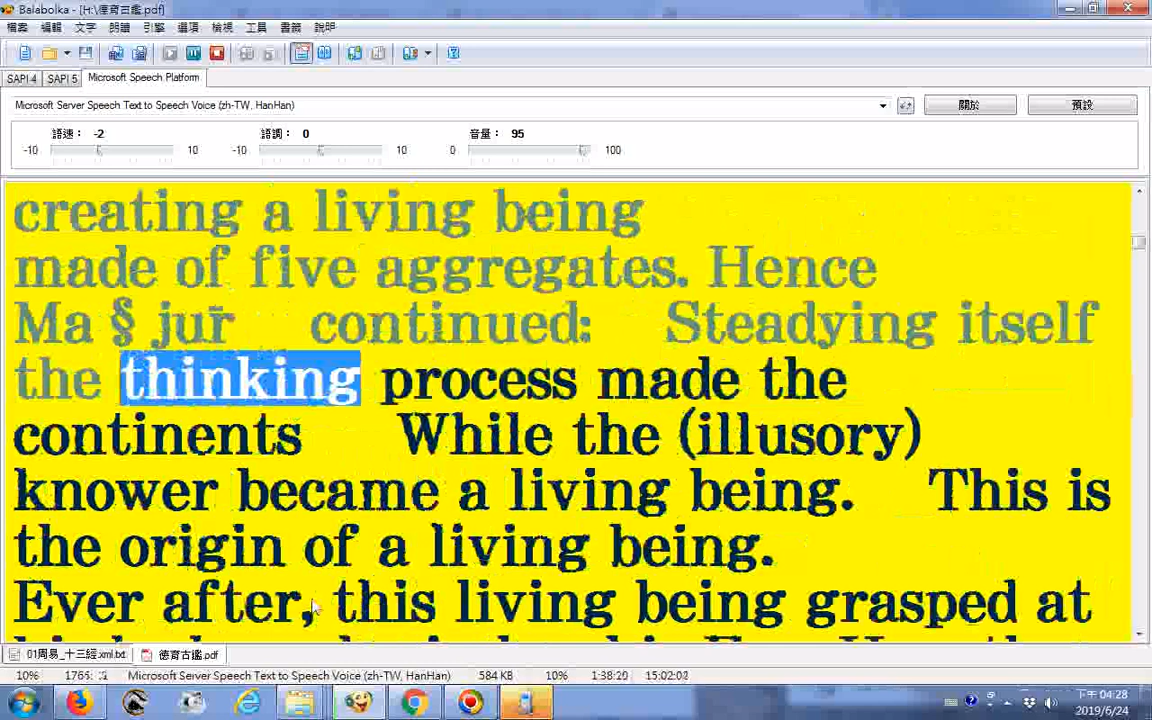 Balabolka - [H:\德育古鑑.pdf]
檔案 編輯 文字 朗讀 引擎 選項 檢視 工具 書籤 說明
SAPI 4 SAPI 5 Microsoft Speech Platform
Microsoft Server Speech Text to Speech Voice (zh-TW, HanHan) 關於 預設
語速： -2 語調： 0 音量： 95
-10 10 -10 10 0 100
creating a living being
made of five aggregates. Hence
Ma § jur̄ continued: Steadying itself
the thinking process made the
continents While the (illusory)
knower became a living being. This is
the origin of a living being.
Ever after, this living being grasped at
01周易_十三經.xml.txt 德育古鑑.pdf
10% Microsoft Server Speech Text to Speech Voice (zh-TW, HanHan) 584 KB 10% 1:38:20 15:02:02
下午 04:28
2019/6/24